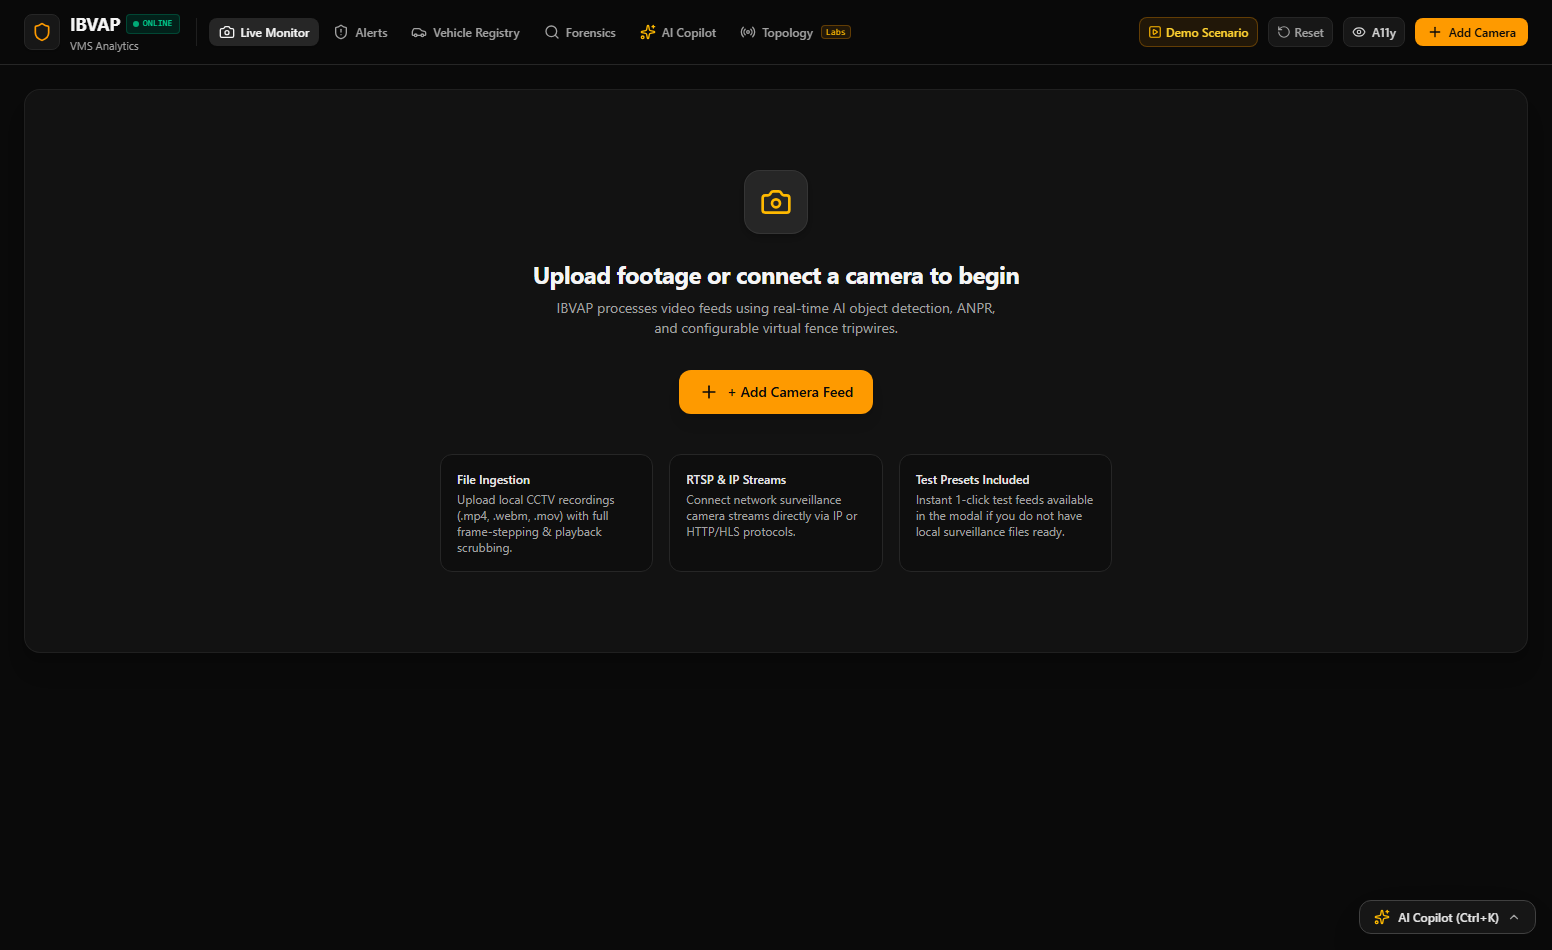 IBVAP
ONLINE
VMS Analytics
Live Monitor
Alerts
Vehicle Registry
Forensics
AI Copilot
Topology
Labs
Demo Scenario
Reset
A11y
Add Camera
Upload footage or connect a camera to begin
IBVAP processes video feeds using real-time AI object detection, ANPR,
and configurable virtual fence tripwires.
+ Add Camera Feed
File Ingestion
Upload local CCTV recordings
(.mp4, .webm, .mov) with full
frame-stepping & playback
scrubbing.
RTSP & IP Streams
Connect network surveillance
camera streams directly via IP or
HTTP/HLS protocols.
Test Presets Included
Instant 1-click test feeds available
in the modal if you do not have
local surveillance files ready.
AI Copilot (Ctrl+K)